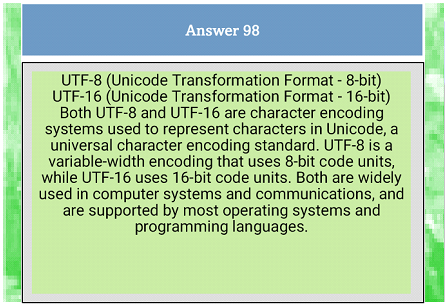 Answer 98
UTF-8 (Unicode Transformation Format - 8-bit)
UTF-16 (Unicode Transformation Format - 16-bit)
Both UTF-8 and UTF-16 are character encoding
systems used to represent characters in Unicode, a
universal character encoding standard. UTF-8 is a
variable-width encoding that uses 8-bit code units,
while UTF-16 uses 16-bit code units. Both are widely
used in computer systems and communications, and
are supported by most operating systems and
programming languages.